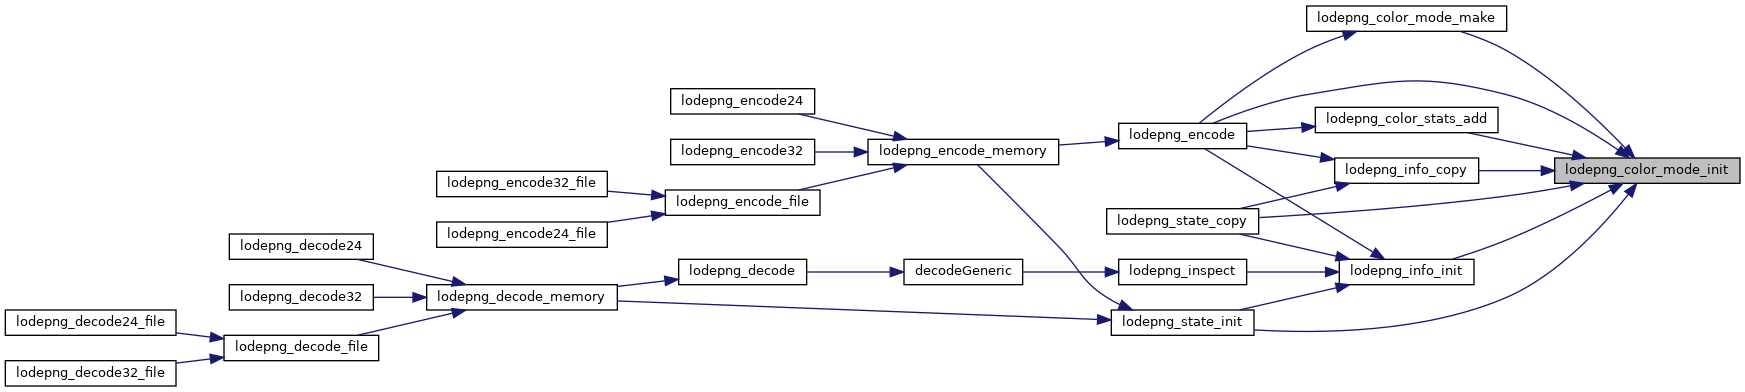 lodepng_color_mode_make
lodepng_encode24
lodepng_color_stats_add
lodepng_encode
lodepng_encode32
lodepng_encode_memory
lodepng_info_copy
lodepng_color_mode_init
lodepng_encode32_file
lodepng_encode_file
lodepng_state_copy
lodepng_encode24_file
lodepng_decode24
lodepng_decode
decodeGeneric
lodepng_inspect
lodepng_info_init
lodepng_decode32
lodepng_decode_memory
lodepng_decode24_file
lodepng_state_init
lodepng_decode_file
lodepng_decode32_file